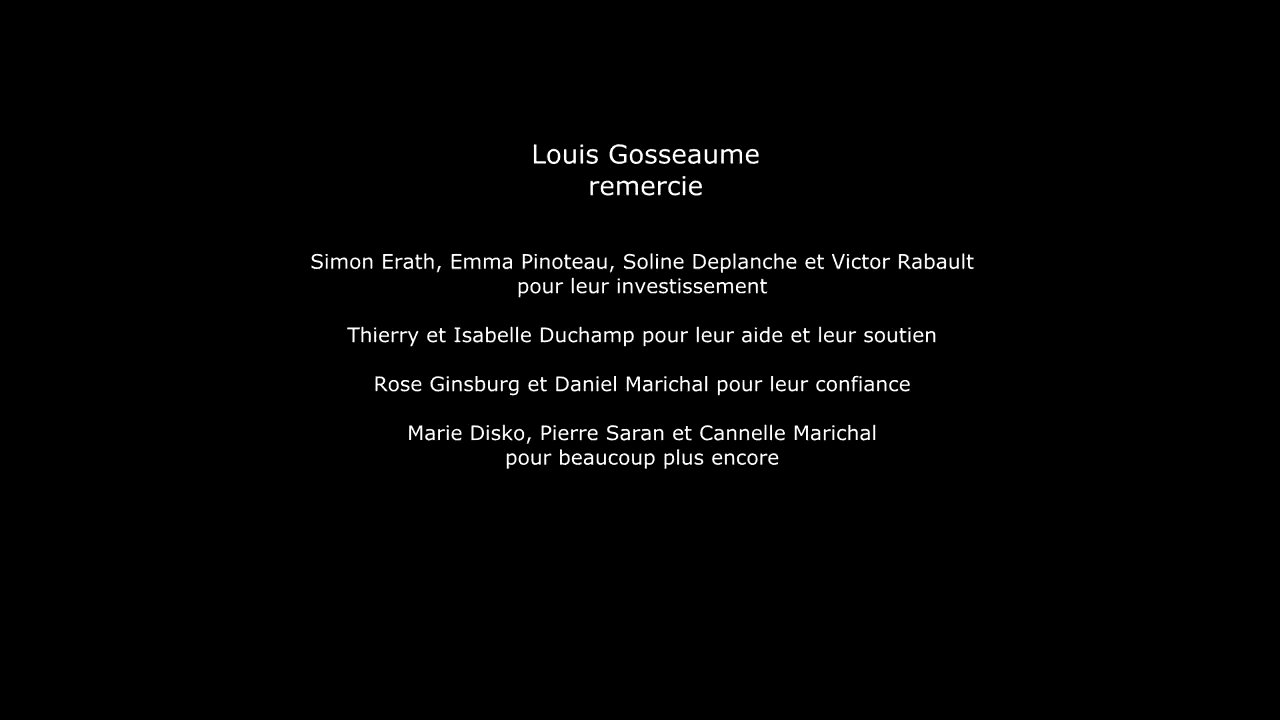 Louis Gosseaume
remercie
Simon Erath, Emma Pinoteau, Soline Deplanche et Victor Rabault
pour leur investissement
Thierry et Isabelle Duchamp pour leur aide et leur soutien
Rose Ginsburg et Daniel Marichal pour leur confiance
Marie Disko, Pierre Saran et Cannelle Marichal
pour beaucoup plus encore